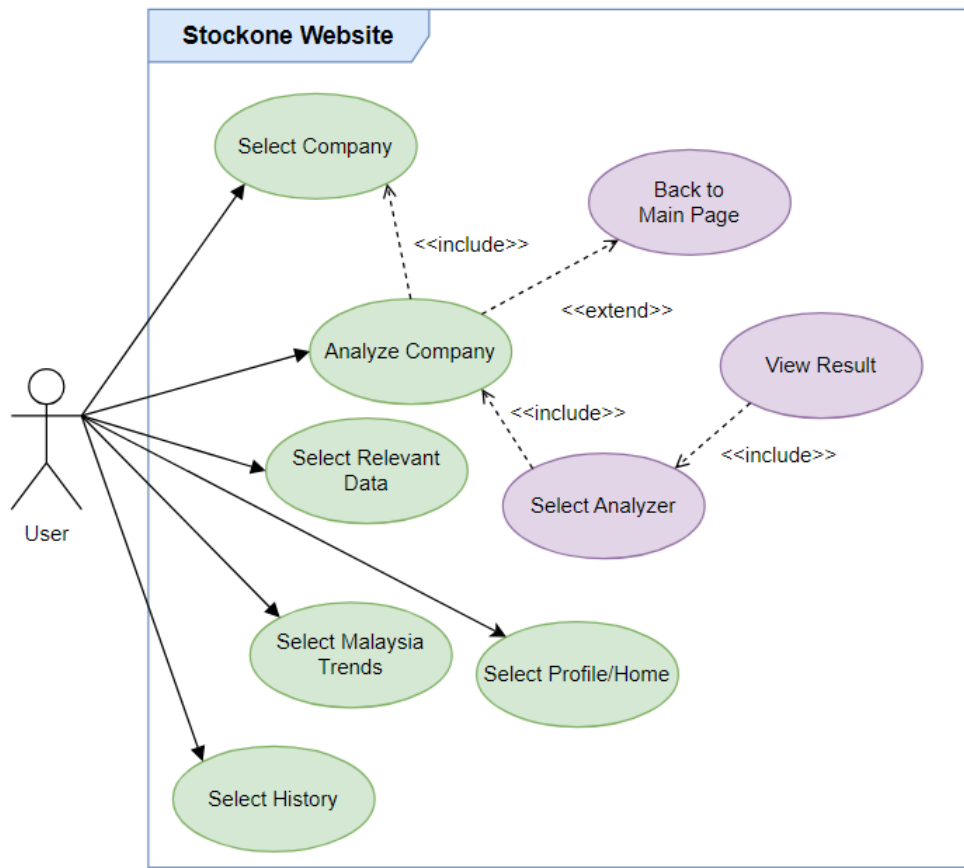 Stockone Website
Select Company
Back to
Main Page
<<include>>
<<extend>>
Analyze Company
View Result
<<include>>
<<include>>
Select Relevant
Data
Select Analyzer
User
Select Malaysia
Trends
Select Profile/Home
Select History